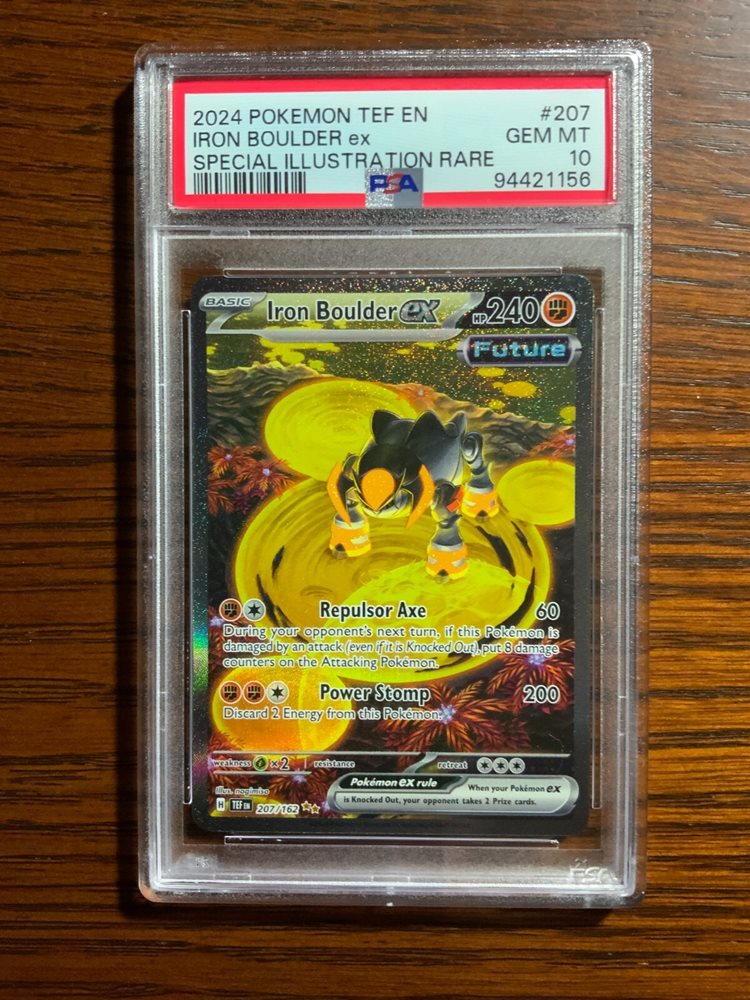 2024 POKEMON TEF EN #207
IRON BOULDER ex GEM MT
SPECIAL ILLUSTRATION RARE 10
PSA 94421156
BASIC Iron Boulder ex HP 240
Future
Repulsor Axe 60
During your opponent's next turn, if this Pokémon is
damaged by an attack (even if it is Knocked Out), put 8 damage
counters on the Attacking Pokémon.
Power Stomp 200
Discard 2 Energy from this Pokémon.
weakness ×2 resistance retreat
Illus. nagimiso
Pokémon ex rule When your Pokémon ex
is Knocked Out, your opponent takes 2 Prize cards.
H TEF EN 207/162
PSA